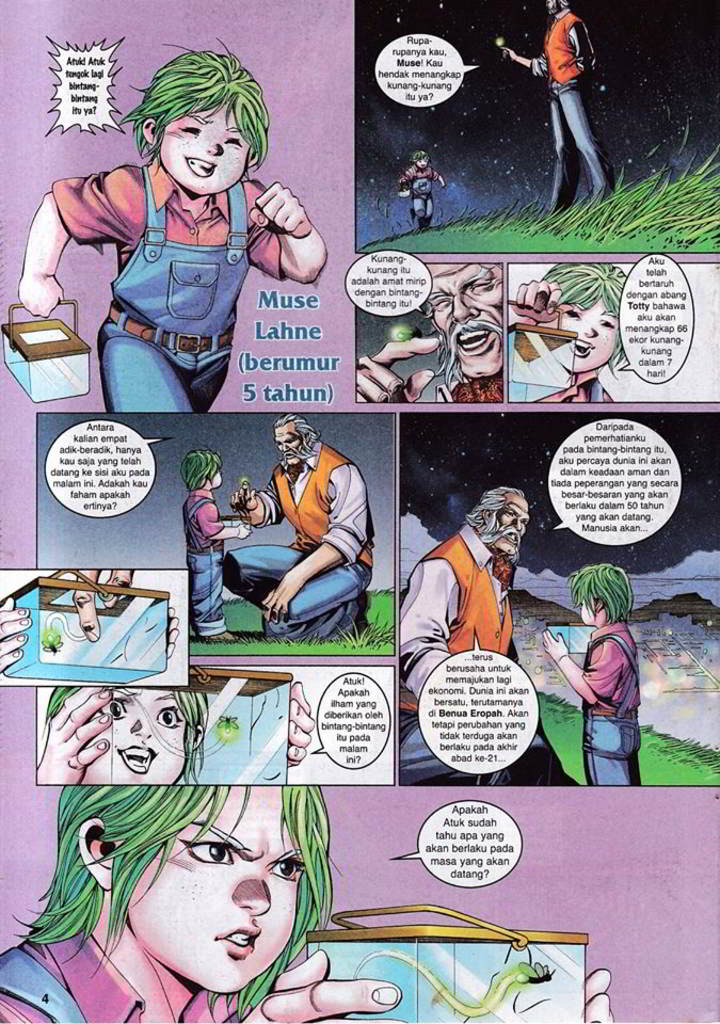 Atuk! Atuk
tengok lagi
bintang-
bintang
itu ya?
Muse
Lahne
(berumur
5 tahun)
Rupa-
rupanya kau,
Muse! Kau
hendak menangkap
kunang-kunang
itu ya?
Kunang-
kunang itu
adalah amat mirip
dengan bintang-
bintang itu!
Aku
telah
bertaruh
dengan abang
Totty bahawa
aku akan
menangkap 66
ekor kunang-
kunang
dalam 7
hari!
Antara
kalian empat
adik-beradik, hanya
kau saja yang telah
datang ke sisi aku pada
malam ini. Adakah kau
faham apakah
ertinya?
Atuk!
Apakah
ilham yang
diberikan oleh
bintang-bintang
itu pada
malam
ini?
Daripada
pemerhatianku
pada bintang-bintang itu,
aku percaya dunia ini akan
dalam keadaan aman dan
tiada peperangan yang secara
besar-besaran yang akan
berlaku dalam 50 tahun
yang akan datang.
Manusia akan...
...terus
berusaha untuk
memajukan lagi
ekonomi. Dunia ini akan
bersatu, terutamanya
di Benua Eropah. Akan
tetapi perubahan yang
tidak terduga akan
berlaku pada akhir
abad ke-21...
Apakah
Atuk sudah
tahu apa yang
akan berlaku pada
masa yang akan
datang?
4